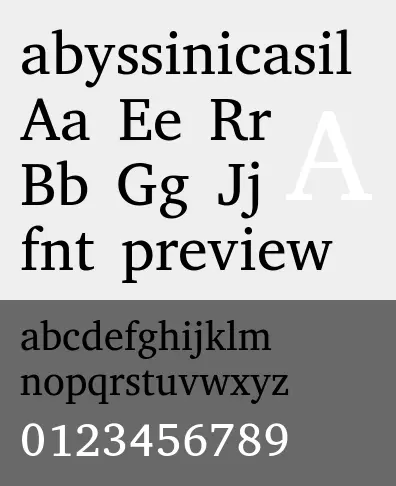 abyssinicasil
Aa Ee Rr
A
Bb Gg Jj
fnt preview
abcdefghijklm
nopqrstuvwxyz
0123456789